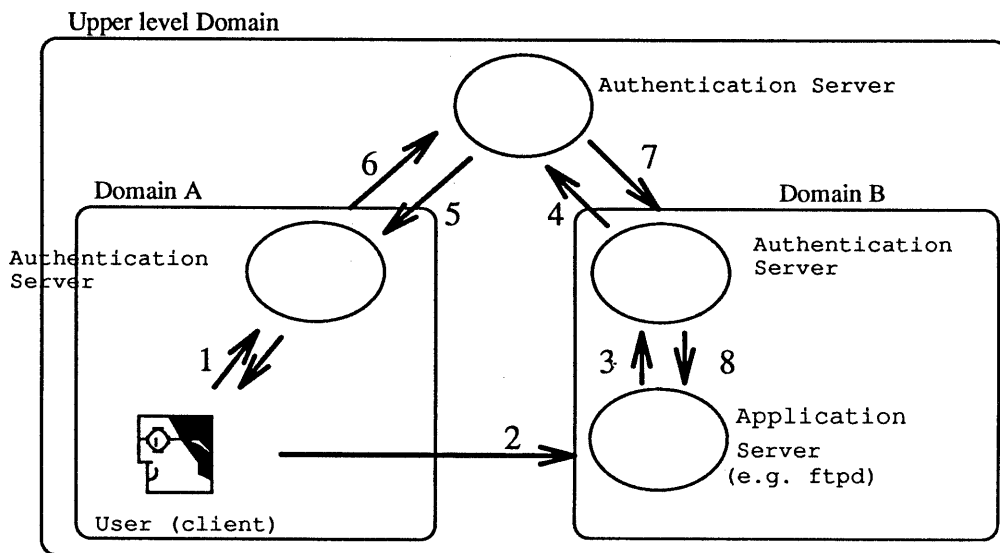 Upper level Domain
Authentication Server
6
7
Domain A
5
4
Domain B
Authentication
Server
Authentication
Server
1
3
8
2
Application
Server
(e.g. ftpd)
User (client)